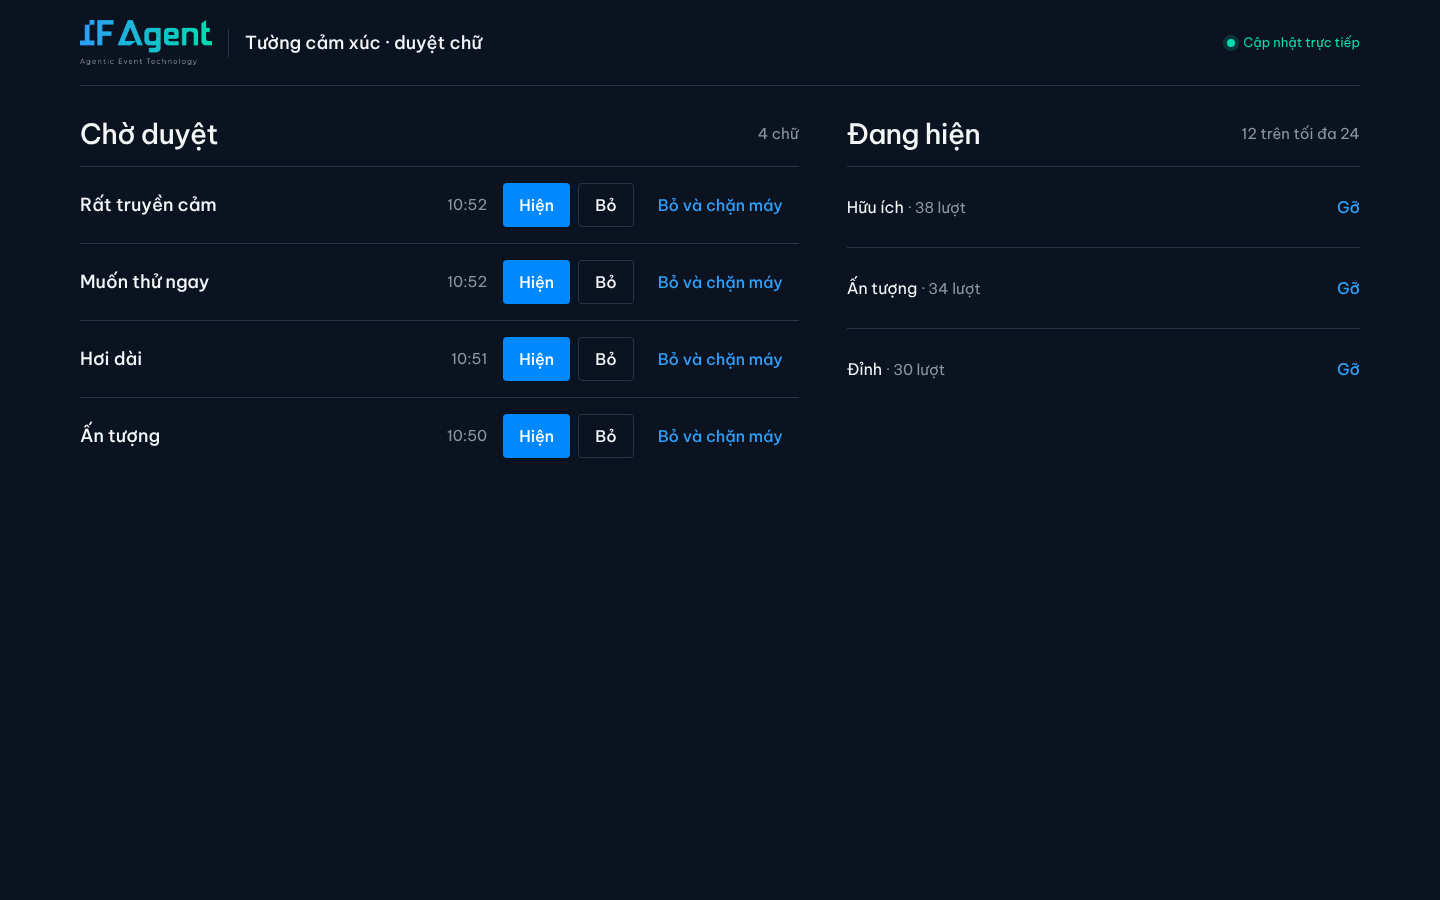 IF Agent
Agentic Event Technology
Tường cảm xúc · duyệt chữ
Cập nhật trực tiếp
Chờ duyệt
4 chữ
Rất truyền cảm 10:52 Hiện Bỏ Bỏ và chặn máy
Muốn thử ngay 10:52 Hiện Bỏ Bỏ và chặn máy
Hơi dài 10:51 Hiện Bỏ Bỏ và chặn máy
Ấn tượng 10:50 Hiện Bỏ Bỏ và chặn máy
Đang hiện
12 trên tối đa 24
Hữu ích · 38 lượt Gỡ
Ấn tượng · 34 lượt Gỡ
Đỉnh · 30 lượt Gỡ